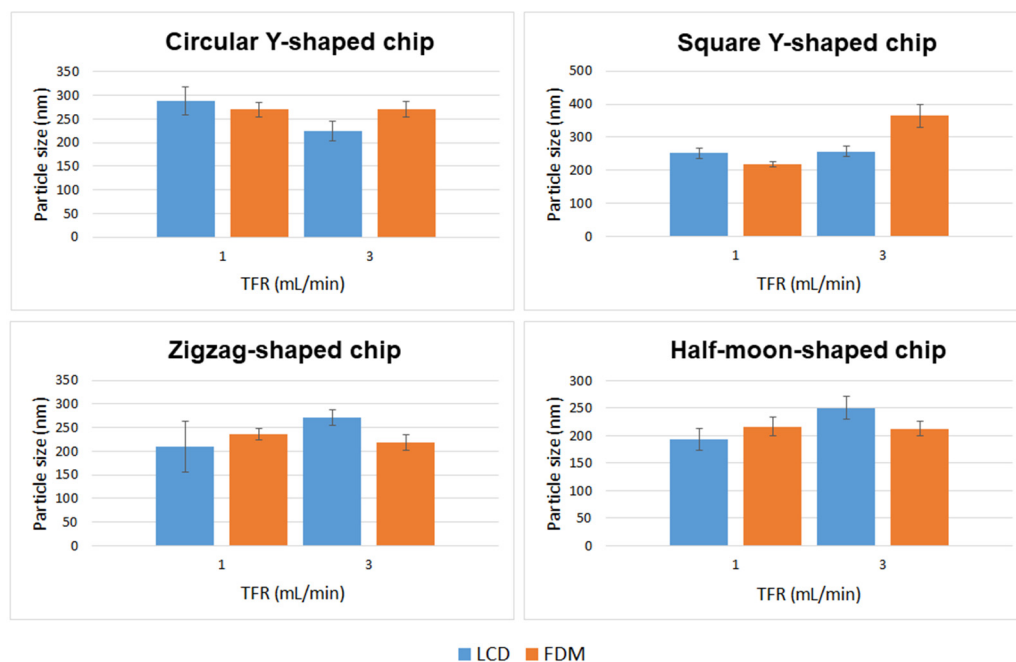 Circular Y-shaped chip
Particle size (nm)
350
300
250
200
150
100
50
0
1
3
TFR (mL/min)
Square Y-shaped chip
Particle size (nm)
500
400
300
200
100
0
1
3
TFR (mL/min)
Zigzag-shaped chip
Particle size (nm)
350
300
250
200
150
100
50
0
1
3
TFR (mL/min)
Half-moon-shaped chip
Particle size (nm)
300
250
200
150
100
50
0
1
3
TFR (mL/min)
LCD FDM